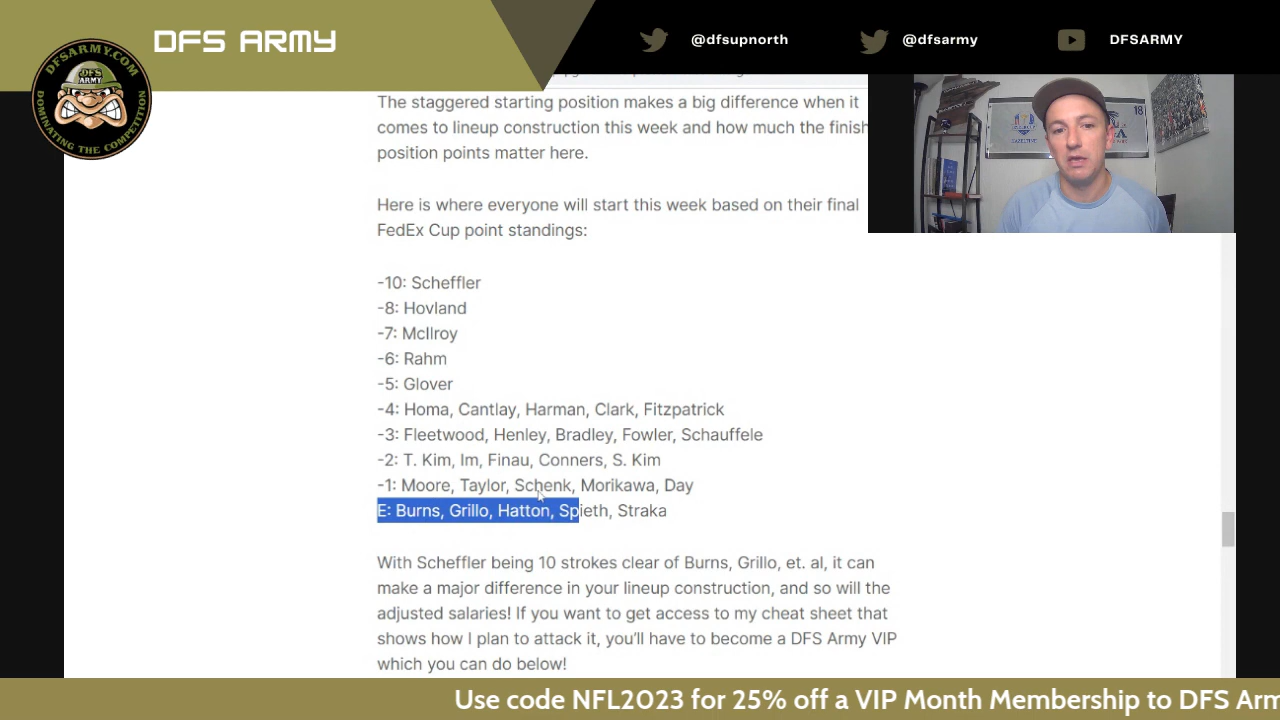 DFS ARMY
@dfsupnorth
@dfsarmy
DFSARMY
DFSARMY.COM
DFS
ARMY
DOMINATING THE COMPETITION
18
The staggered starting position makes a big difference when it
comes to lineup construction this week and how much the finish
position points matter here.
Here is where everyone will start this week based on their final
FedEx Cup point standings:
-10: Scheffler
-8: Hovland
-7: McIlroy
-6: Rahm
-5: Glover
-4: Homa, Cantlay, Harman, Clark, Fitzpatrick
-3: Fleetwood, Henley, Bradley, Fowler, Schauffele
-2: T. Kim, Im, Finau, Conners, S. Kim
-1: Moore, Taylor, Schenk, Morikawa, Day
E: Burns, Grillo, Hatton, Spieth, Straka
With Scheffler being 10 strokes clear of Burns, Grillo, et. al, it can
make a major difference in your lineup construction, and so will the
adjusted salaries! If you want to get access to my cheat sheet that
shows how I plan to attack it, you'll have to become a DFS Army VIP
which you can do below!
Use code NFL2023 for 25% off a VIP Month Membership to DFS Arm